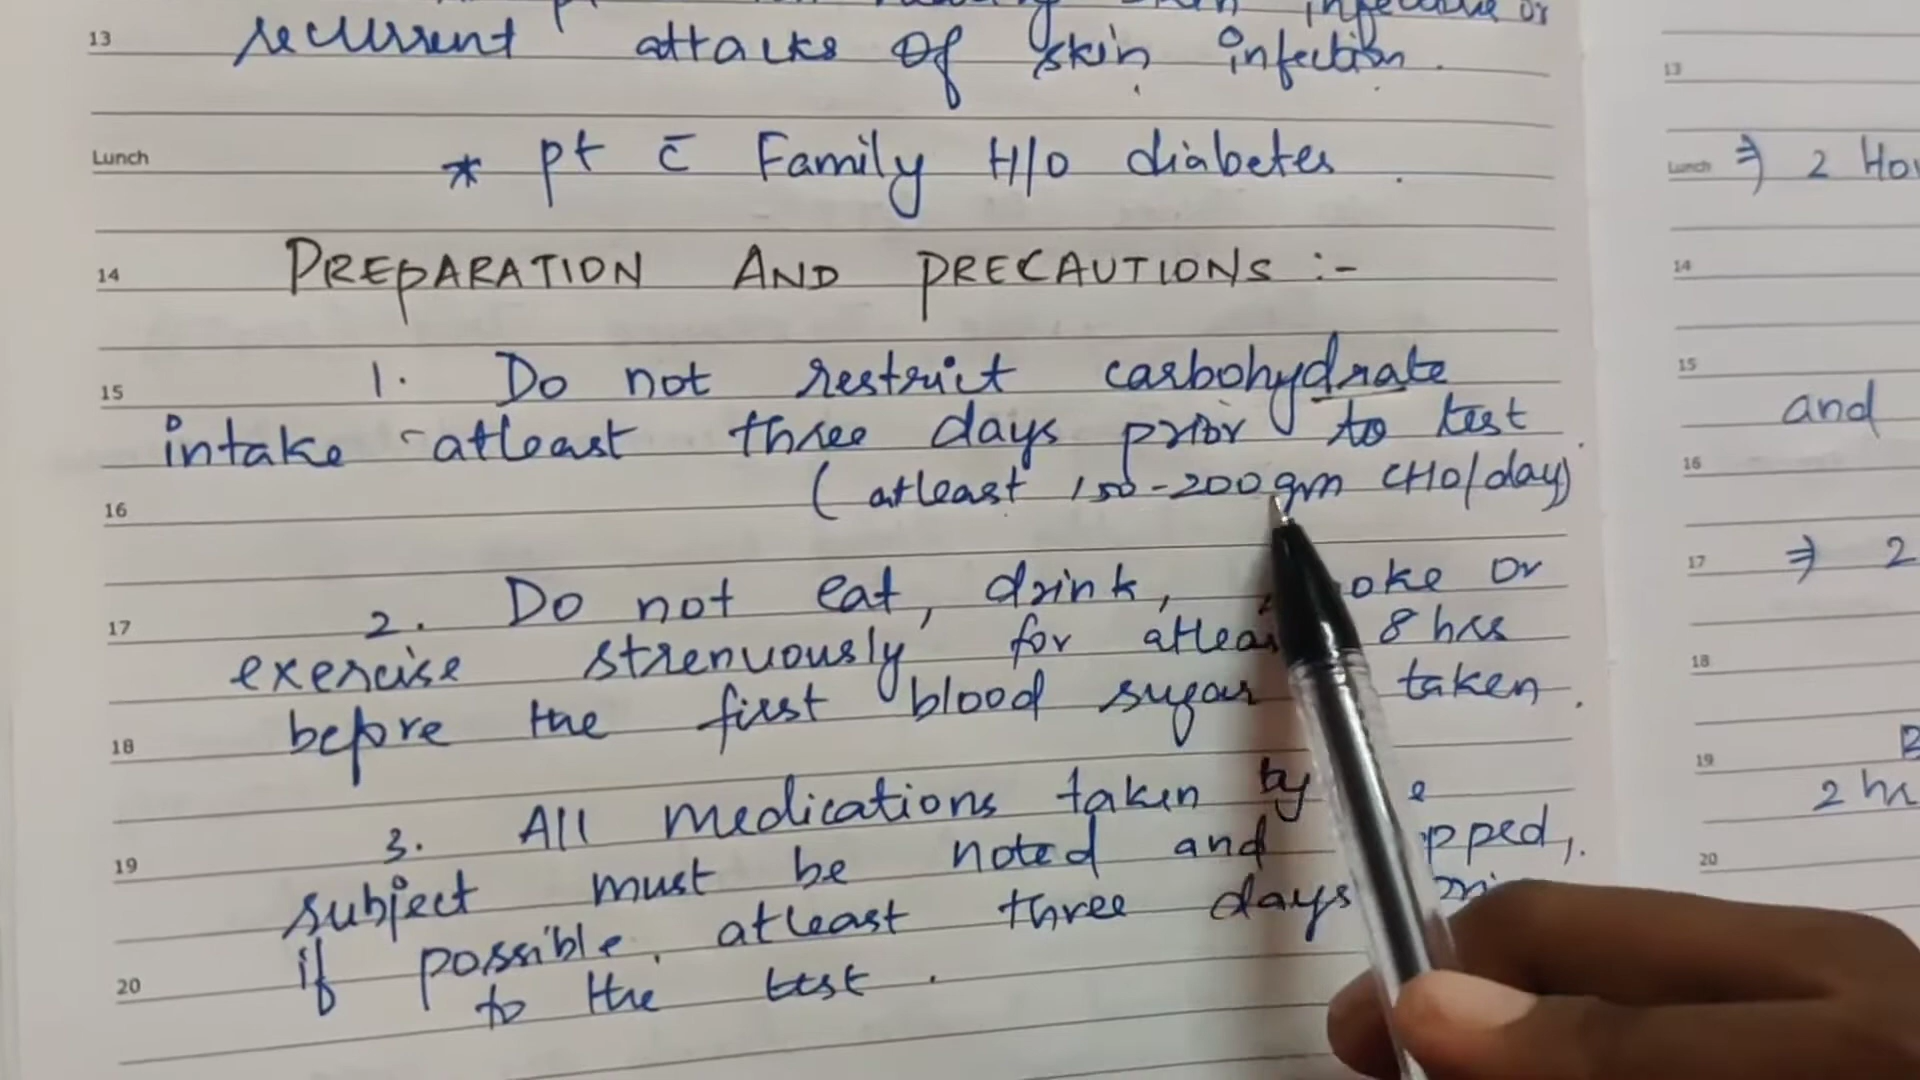 13 recurrent attacks of skin infection.
Lunch * pt c̄ Family H/O diabetes.
14 PREPARATION AND PRECAUTIONS :-
15 1. Do not restrict carbohydrate
intake atleast three days prior to test
16 (atleast 150-200gm CHO/day)
17 2. Do not eat, drink, oke or
exercise strenuously for atleas 8 hrs
18 before the first blood sugar taken.
3. All medications taken by e
19 subject must be noted and pped,
if possible, atleast three days
20 to the test.
13
Lunch ⇒ 2 Ho
14
15
and
16
17 ⇒ 2
18
19
2 h
20